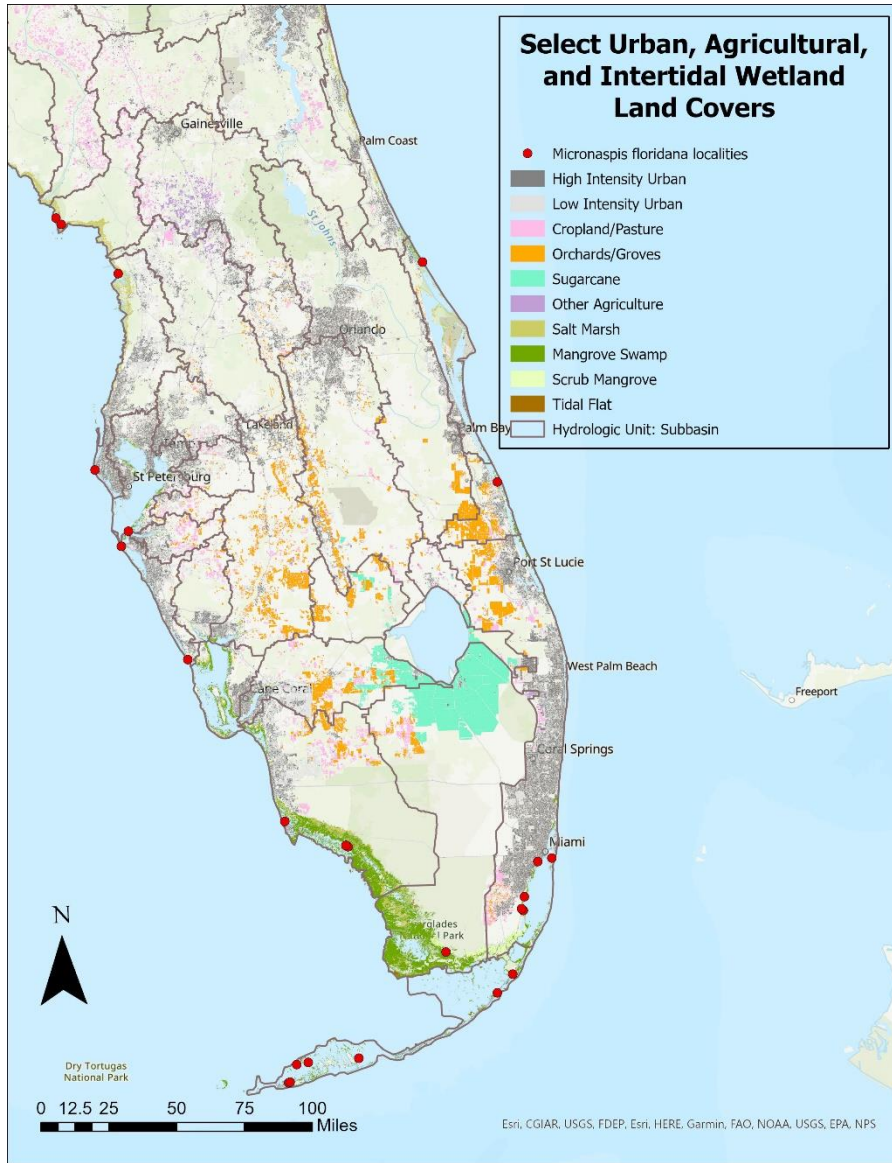 Select Urban, Agricultural,
and Intertidal Wetland
Land Covers
Micronaspis floridana localities
High Intensity Urban
Low Intensity Urban
Cropland/Pasture
Orchards/Groves
Sugarcane
Other Agriculture
Salt Marsh
Mangrove Swamp
Scrub Mangrove
Tidal Flat
Hydrologic Unit: Subbasin
Gainesville
Palm Coast
St Johns
Orlando
Lakeland
Palm Bay
St Petersburg
Port St Lucie
West Palm Beach
Freeport
Cape Coral
Coral Springs
Miami
Everglades
National Park
N
Dry Tortugas
National Park
0 12.5 25 50 75 100
Miles
Esri, CGIAR, USGS, FDEP, Esri, HERE, Garmin, FAO, NOAA, USGS, EPA, NPS